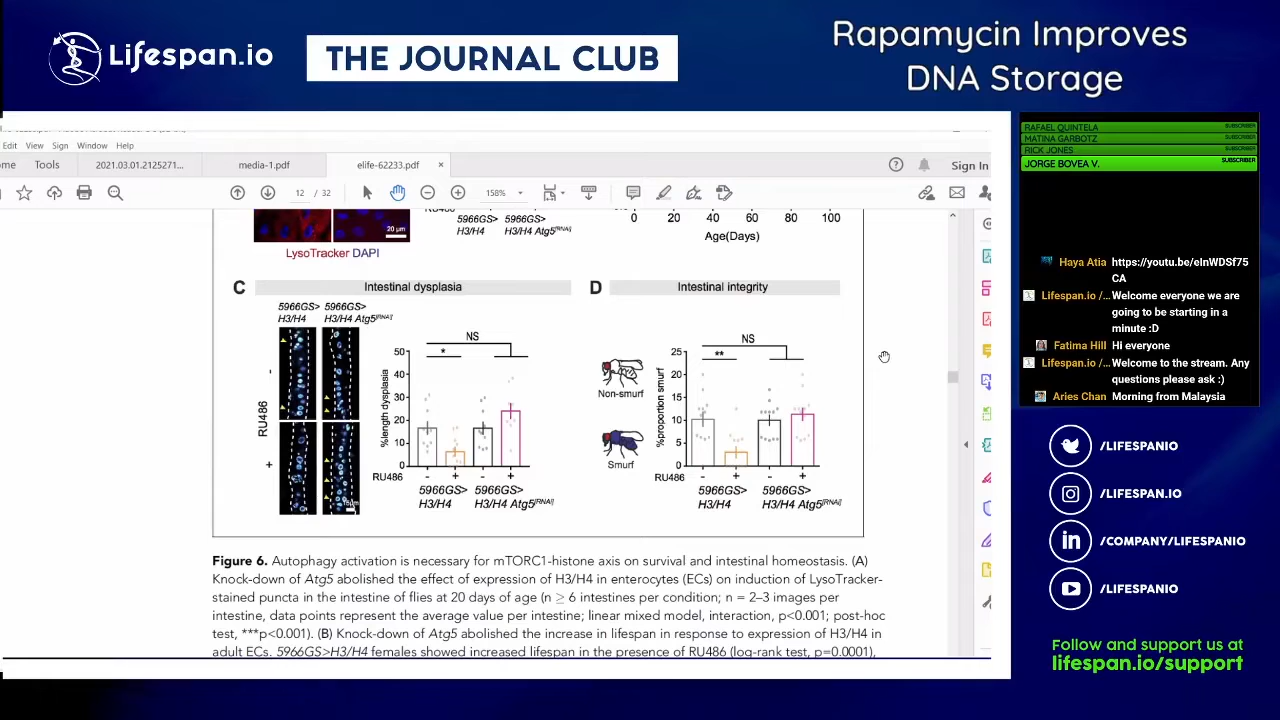 Lifespan.io
THE JOURNAL CLUB
Rapamycin Improves
DNA Storage
Edit View Sign Window Help
ome Tools 2021.03.01.2125271... media-1.pdf elife-62233.pdf × Sign In
12 / 32 158%
20 µm
LysoTracker DAPI
RU486
5966GS> 5966GS>
H3/H4 H3/H4 Atg5[RNAi]
0 20 40 60 80 100
Age(Days)
C Intestinal dysplasia
5966GS> 5966GS>
H3/H4 H3/H4 Atg5[RNAi]
RU486
-
+
%length dysplasia
50
40
30
20
10
0
NS
*
RU486 - + - +
5966GS> 5966GS>
H3/H4 H3/H4 Atg5[RNAi]
D Intestinal integrity
Non-smurf
Smurf
%proportion smurf
25
20
15
10
5
0
NS
**
RU486 - + - +
5966GS> 5966GS>
H3/H4 H3/H4 Atg5[RNAi]
Figure 6. Autophagy activation is necessary for mTORC1-histone axis on survival and intestinal homeostasis. (A)
Knock-down of Atg5 abolished the effect of expression of H3/H4 in enterocytes (ECs) on induction of LysoTracker-
stained puncta in the intestine of flies at 20 days of age (n ≥ 6 intestines per condition; n = 2–3 images per
intestine, data points represent the average value per intestine; linear mixed model, interaction, p<0.001; post-hoc
test, ***p<0.001). (B) Knock-down of Atg5 abolished the increase in lifespan in response to expression of H3/H4 in
adult ECs. 5966GS>H3/H4 females showed increased lifespan in the presence of RU486 (log-rank test, p=0.0001),
RAFAEL QUINTELA SUBSCRIBER
MATINA GARBOTZ SUBSCRIBER
RICK JONES SUBSCRIBER
JORGE BOVEA V. SUBSCRIBER
Haya Atia https://youtu.be/eInWDSf75
CA
Lifespan.io /... Welcome everyone we are
going to be starting in a
minute :D
Fatima Hill Hi everyone
Lifespan.io /... Welcome to the stream. Any
questions please ask :)
Aries Chan Morning from Malaysia
/LIFESPANIO
/LIFESPAN.IO
/COMPANY/LIFESPANIO
/LIFESPANIO
Follow and support us at
lifespan.io/support